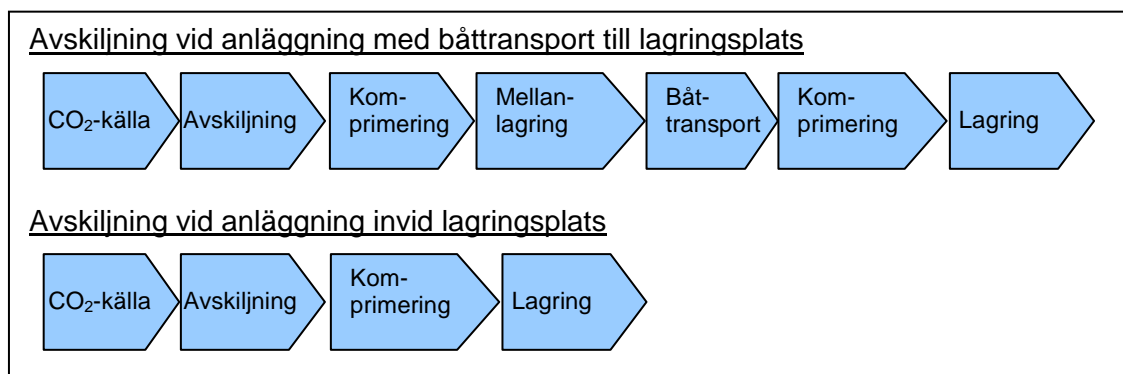 Avskiljning vid anläggning med båttransport till lagringsplats
CO₂-källa
Avskiljning
Kom-
primering
Mellan-
lagring
Båt-
transport
Kom-
primering
Lagring
Avskiljning vid anläggning invid lagringsplats
CO₂-källa
Avskiljning
Kom-
primering
Lagring